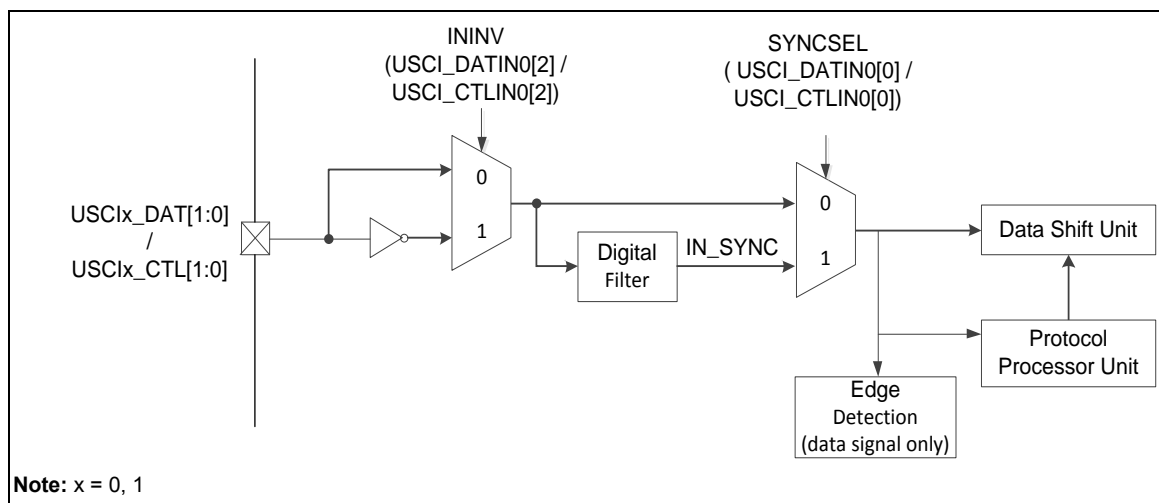 ININV
(USCI_DATIN0[2] /
USCI_CTLIN0[2])
SYNCSEL
( USCI_DATIN0[0] /
USCI_CTLIN0[0])
0
1
USCIx_DAT[1:0]
/
USCIx_CTL[1:0]
Digital
Filter
IN_SYNC
0
1
Data Shift Unit
Protocol
Processor Unit
Edge
Detection
(data signal only)
Note: x = 0, 1